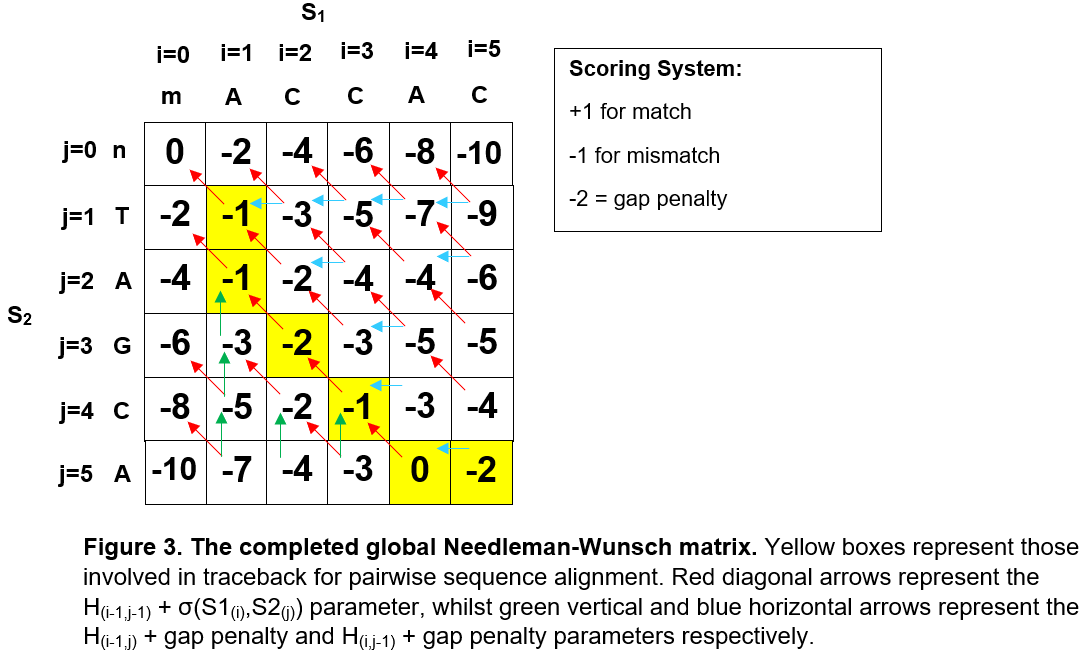 S₁
i=0 i=1 i=2 i=3 i=4 i=5
m A C C A C
Scoring System:
+1 for match
-1 for mismatch
-2 = gap penalty
j=0 n 0 -2 -4 -6 -8 -10
j=1 T -2 -1 -3 -5 -7 -9
j=2 A -4 -1 -2 -4 -4 -6
S₂
j=3 G -6 -3 -2 -3 -5 -5
j=4 C -8 -5 -2 -1 -3 -4
j=5 A -10 -7 -4 -3 0 -2
Figure 3. The completed global Needleman-Wunsch matrix. Yellow boxes represent those
involved in traceback for pairwise sequence alignment. Red diagonal arrows represent the
H(i-1,j-1) + σ(S1(i),S2(j)) parameter, whilst green vertical and blue horizontal arrows represent the
H(i-1,j) + gap penalty and H(i,j-1) + gap penalty parameters respectively.